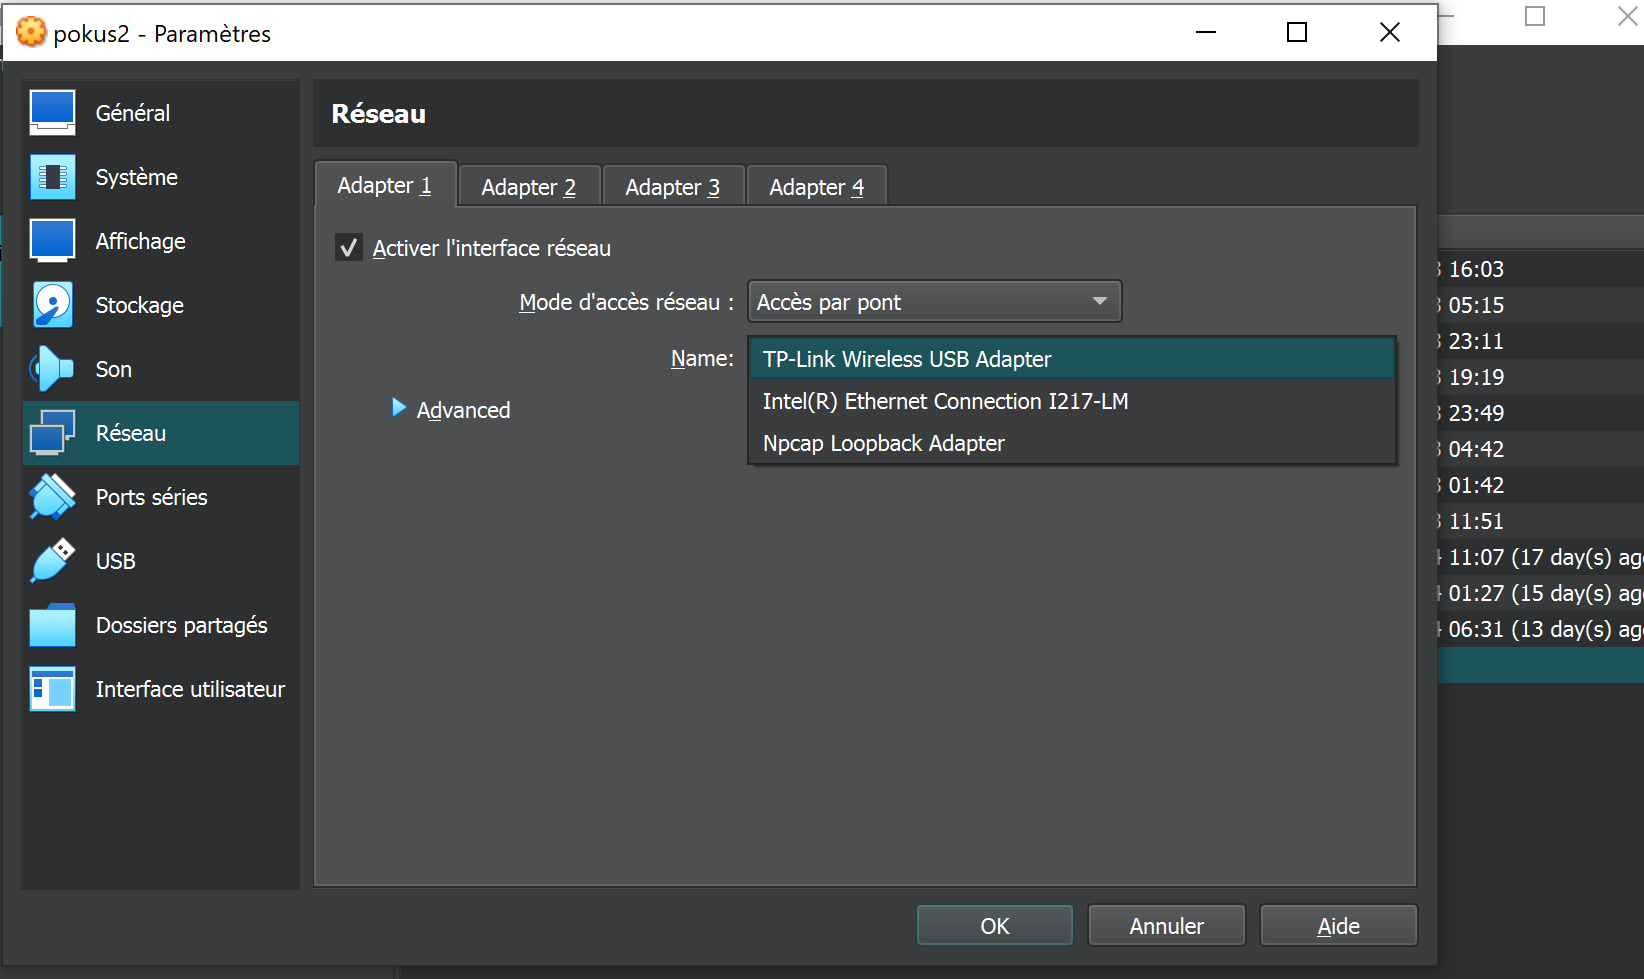 pokus2 - Paramètres
Général
Système
Affichage
Stockage
Son
Réseau
Ports séries
USB
Dossiers partagés
Interface utilisateur
Réseau
Adapter 1 Adapter 2 Adapter 3 Adapter 4
Activer l'interface réseau
Mode d'accès réseau : Accès par pont
Name: TP-Link Wireless USB Adapter
Intel(R) Ethernet Connection I217-LM
Npcap Loopback Adapter
Advanced
OK Annuler Aide
16:03
05:15
23:11
19:19
23:49
04:42
01:42
11:51
11:07 (17 day(s) ago
01:27 (15 day(s) ago
06:31 (13 day(s) ago